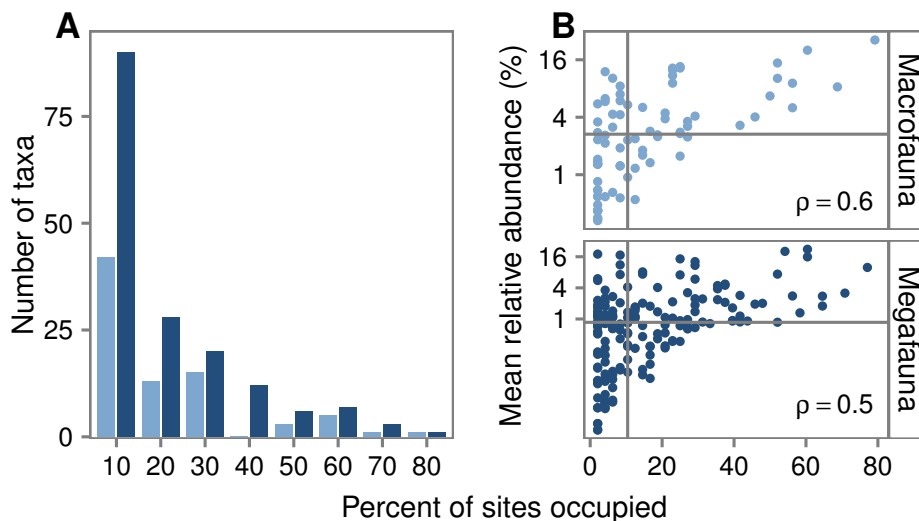 A
Number of taxa
75
50
25
0
10 20 30 40 50 60 70 80
B
Mean relative abundance (%)
16
4
1
ρ = 0.6
Macrofauna
16
4
1
ρ = 0.5
Megafauna
0 20 40 60 80
Percent of sites occupied